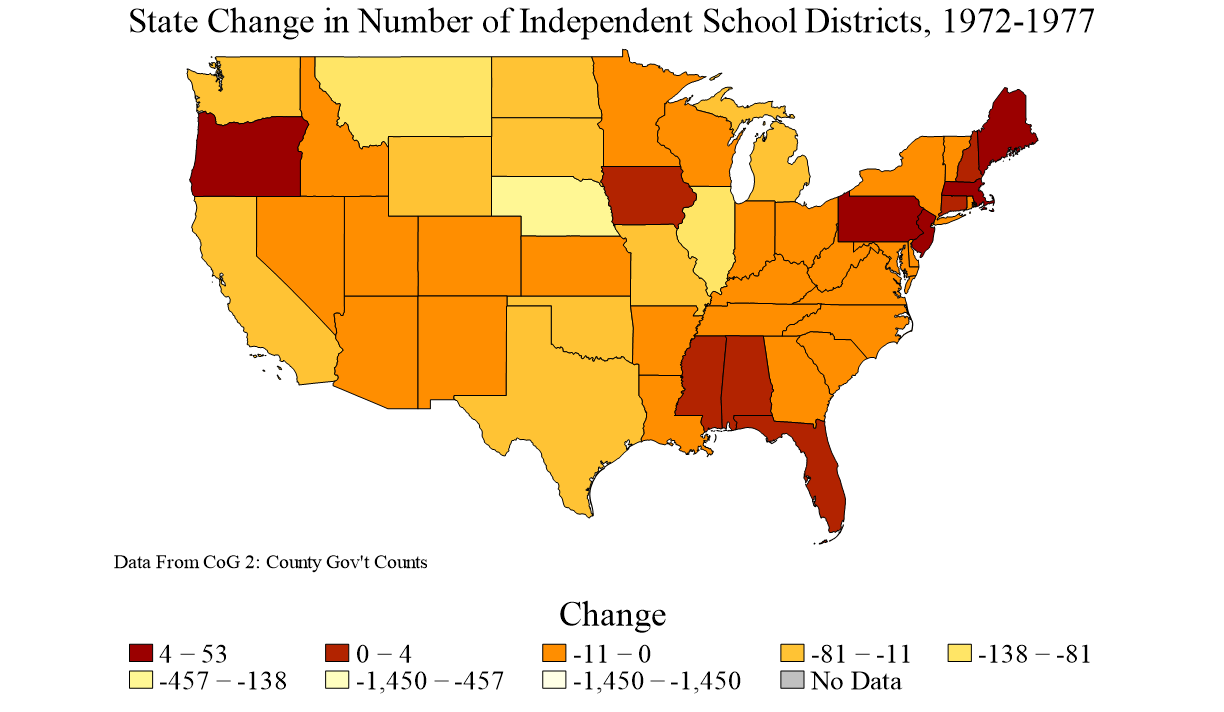 State Change in Number of Independent School Districts, 1972-1977
Data From CoG 2: County Gov't Counts
Change
4 – 53 0 – 4 -11 – 0 -81 – -11 -138 – -81
-457 – -138 -1,450 – -457 -1,450 – -1,450 No Data